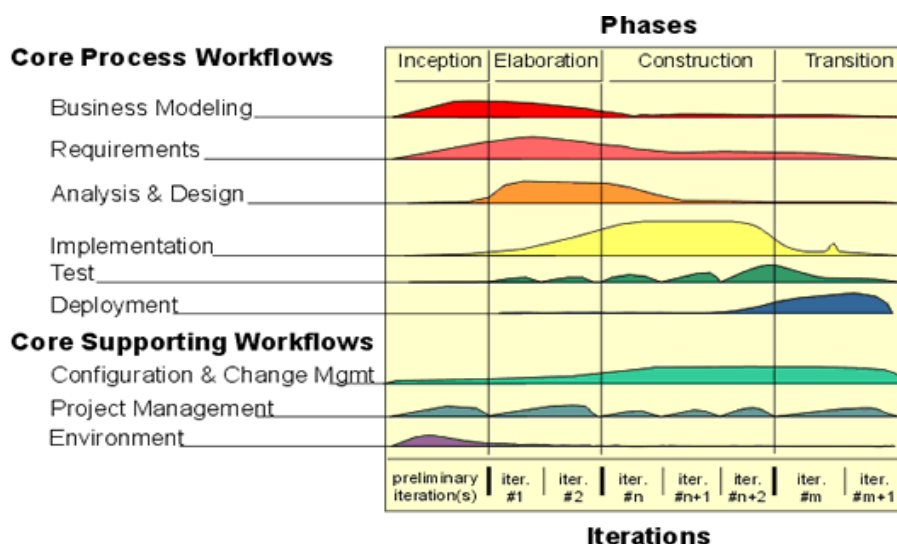 Phases
Core Process Workflows
Inception Elaboration Construction Transition
Business Modeling
Requirements
Analysis & Design
Implementation
Test
Deployment
Core Supporting Workflows
Configuration & Change Mgmt
Project Management
Environment
preliminary iteration(s)
iter. #1
iter. #2
iter. #n
iter. #n+1
iter. #n+2
iter. #m
iter. #m+1
Iterations